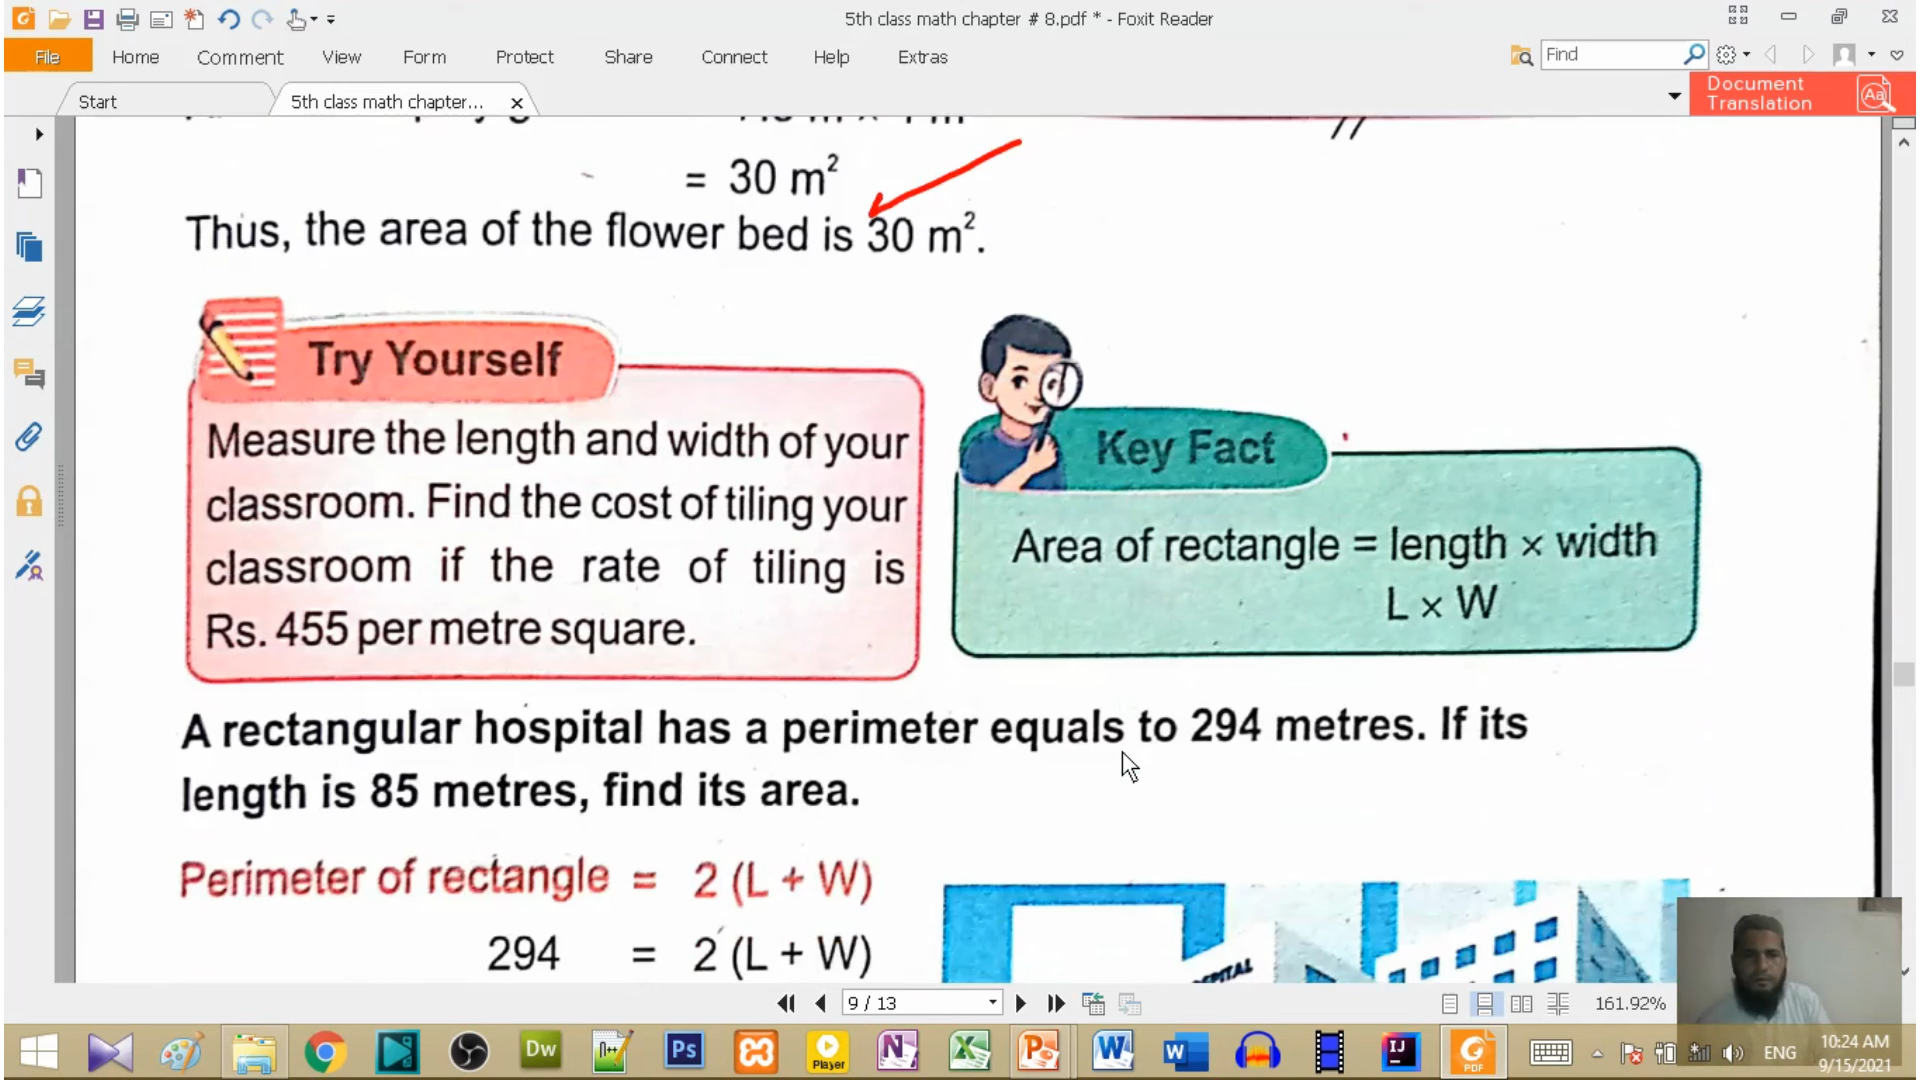 5th class math chapter # 8.pdf * - Foxit Reader
File Home Comment View Form Protect Share Connect Help Extras
Find
Start
5th class math chapter...
Document
Translation
= 30 m²
Thus, the area of the flower bed is 30 m².
Try Yourself
Measure the length and width of your
classroom. Find the cost of tiling your
classroom if the rate of tiling is
Rs. 455 per metre square.
Key Fact
Area of rectangle = length × width
L × W
A rectangular hospital has a perimeter equals to 294 metres. If its
length is 85 metres, find its area.
Perimeter of rectangle = 2 (L + W)
294 = 2 (L + W)
9 / 13
161.92%
Dw
Ps
Player
IJ
PDF
ENG
10:24 AM
9/15/2021